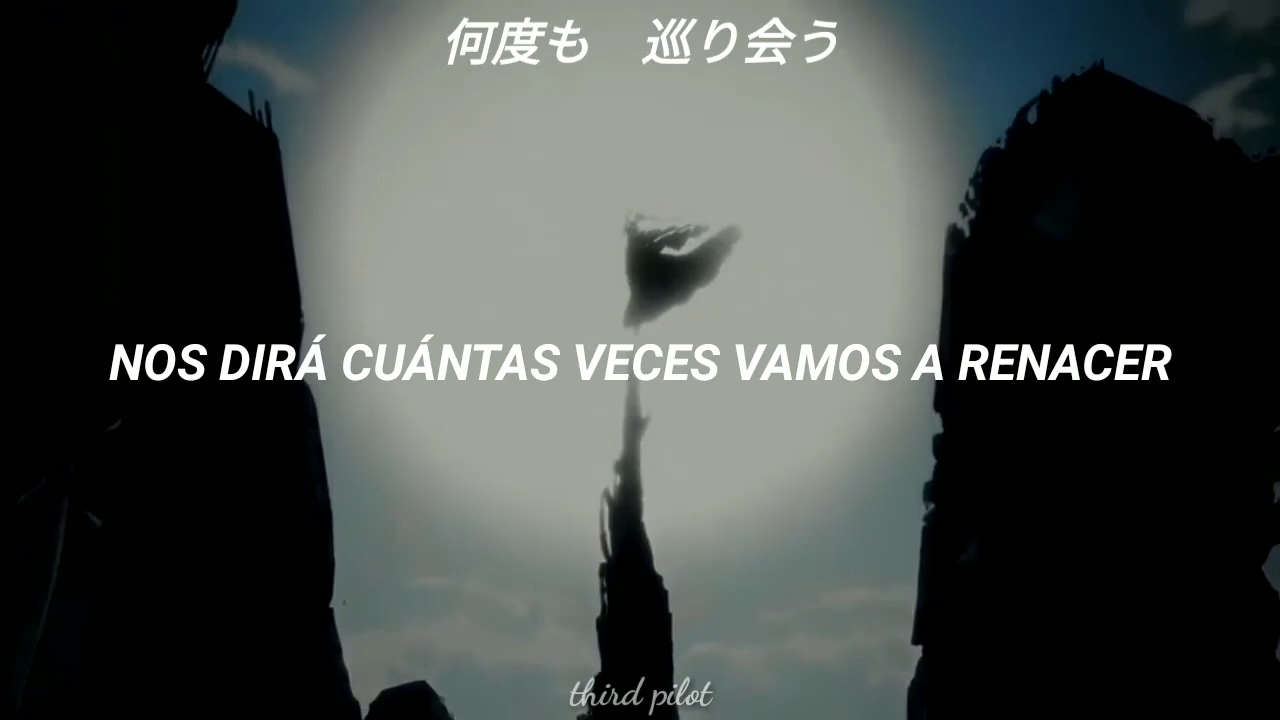 何度も　巡り会う
NOS DIRÁ CUÁNTAS VECES VAMOS A RENACER
third pilot